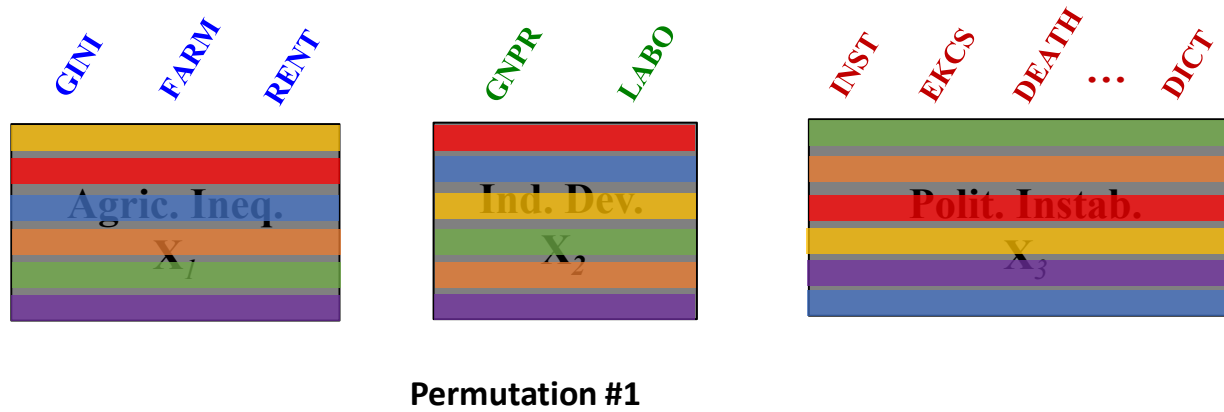 GINI FARM RENT
GNPR LABO
INST EKCS DEATH ... DICT
Agric. Ineq.
X1
Ind. Dev.
X2
Polit. Instab.
X3
Permutation #1